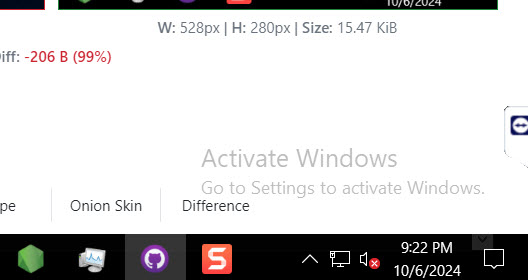 10/6/2024
W: 528px | H: 280px | Size: 15.47 KiB
Diff: -206 B (99%)
Activate Windows
Go to Settings to activate Windows.
pe
Onion Skin
Difference
S
9:22 PM
10/6/2024